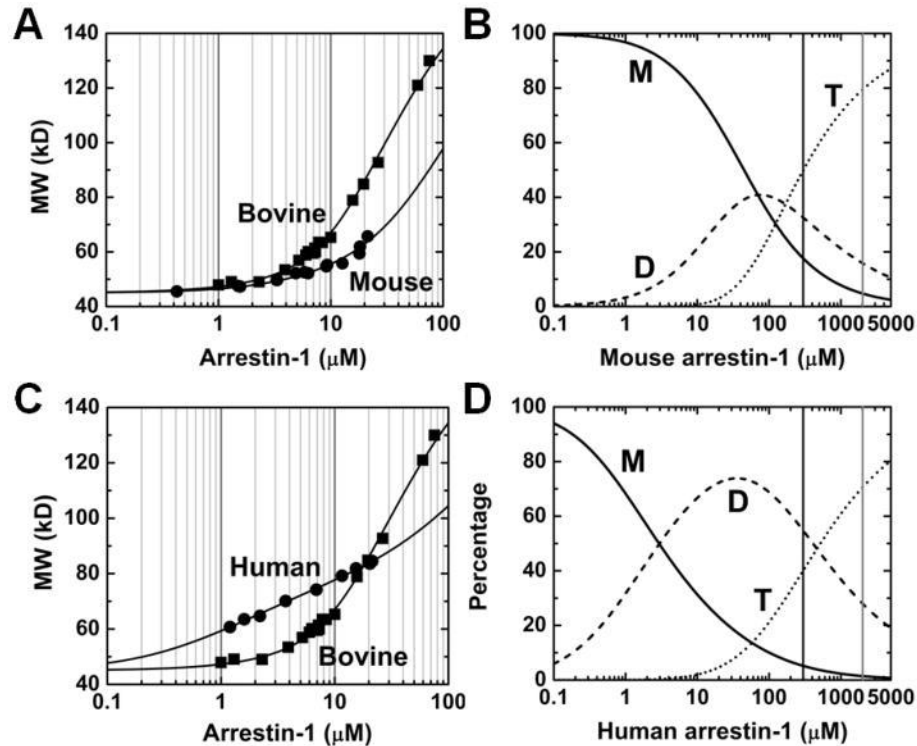 A
MW (kD)
140
120
100
80
60
40
Bovine
Mouse
0.1
1
10
100
Arrestin-1 (μM)
B
100
80
60
40
20
0
M
T
D
0.1
1
10
100
1000
5000
Mouse arrestin-1 (μM)
C
MW (kD)
140
120
100
80
60
40
Human
Bovine
0.1
1
10
100
Arrestin-1 (μM)
D
Percentage
100
80
60
40
20
0
M
D
T
0.1
1
10
100
1000
5000
Human arrestin-1 (μM)